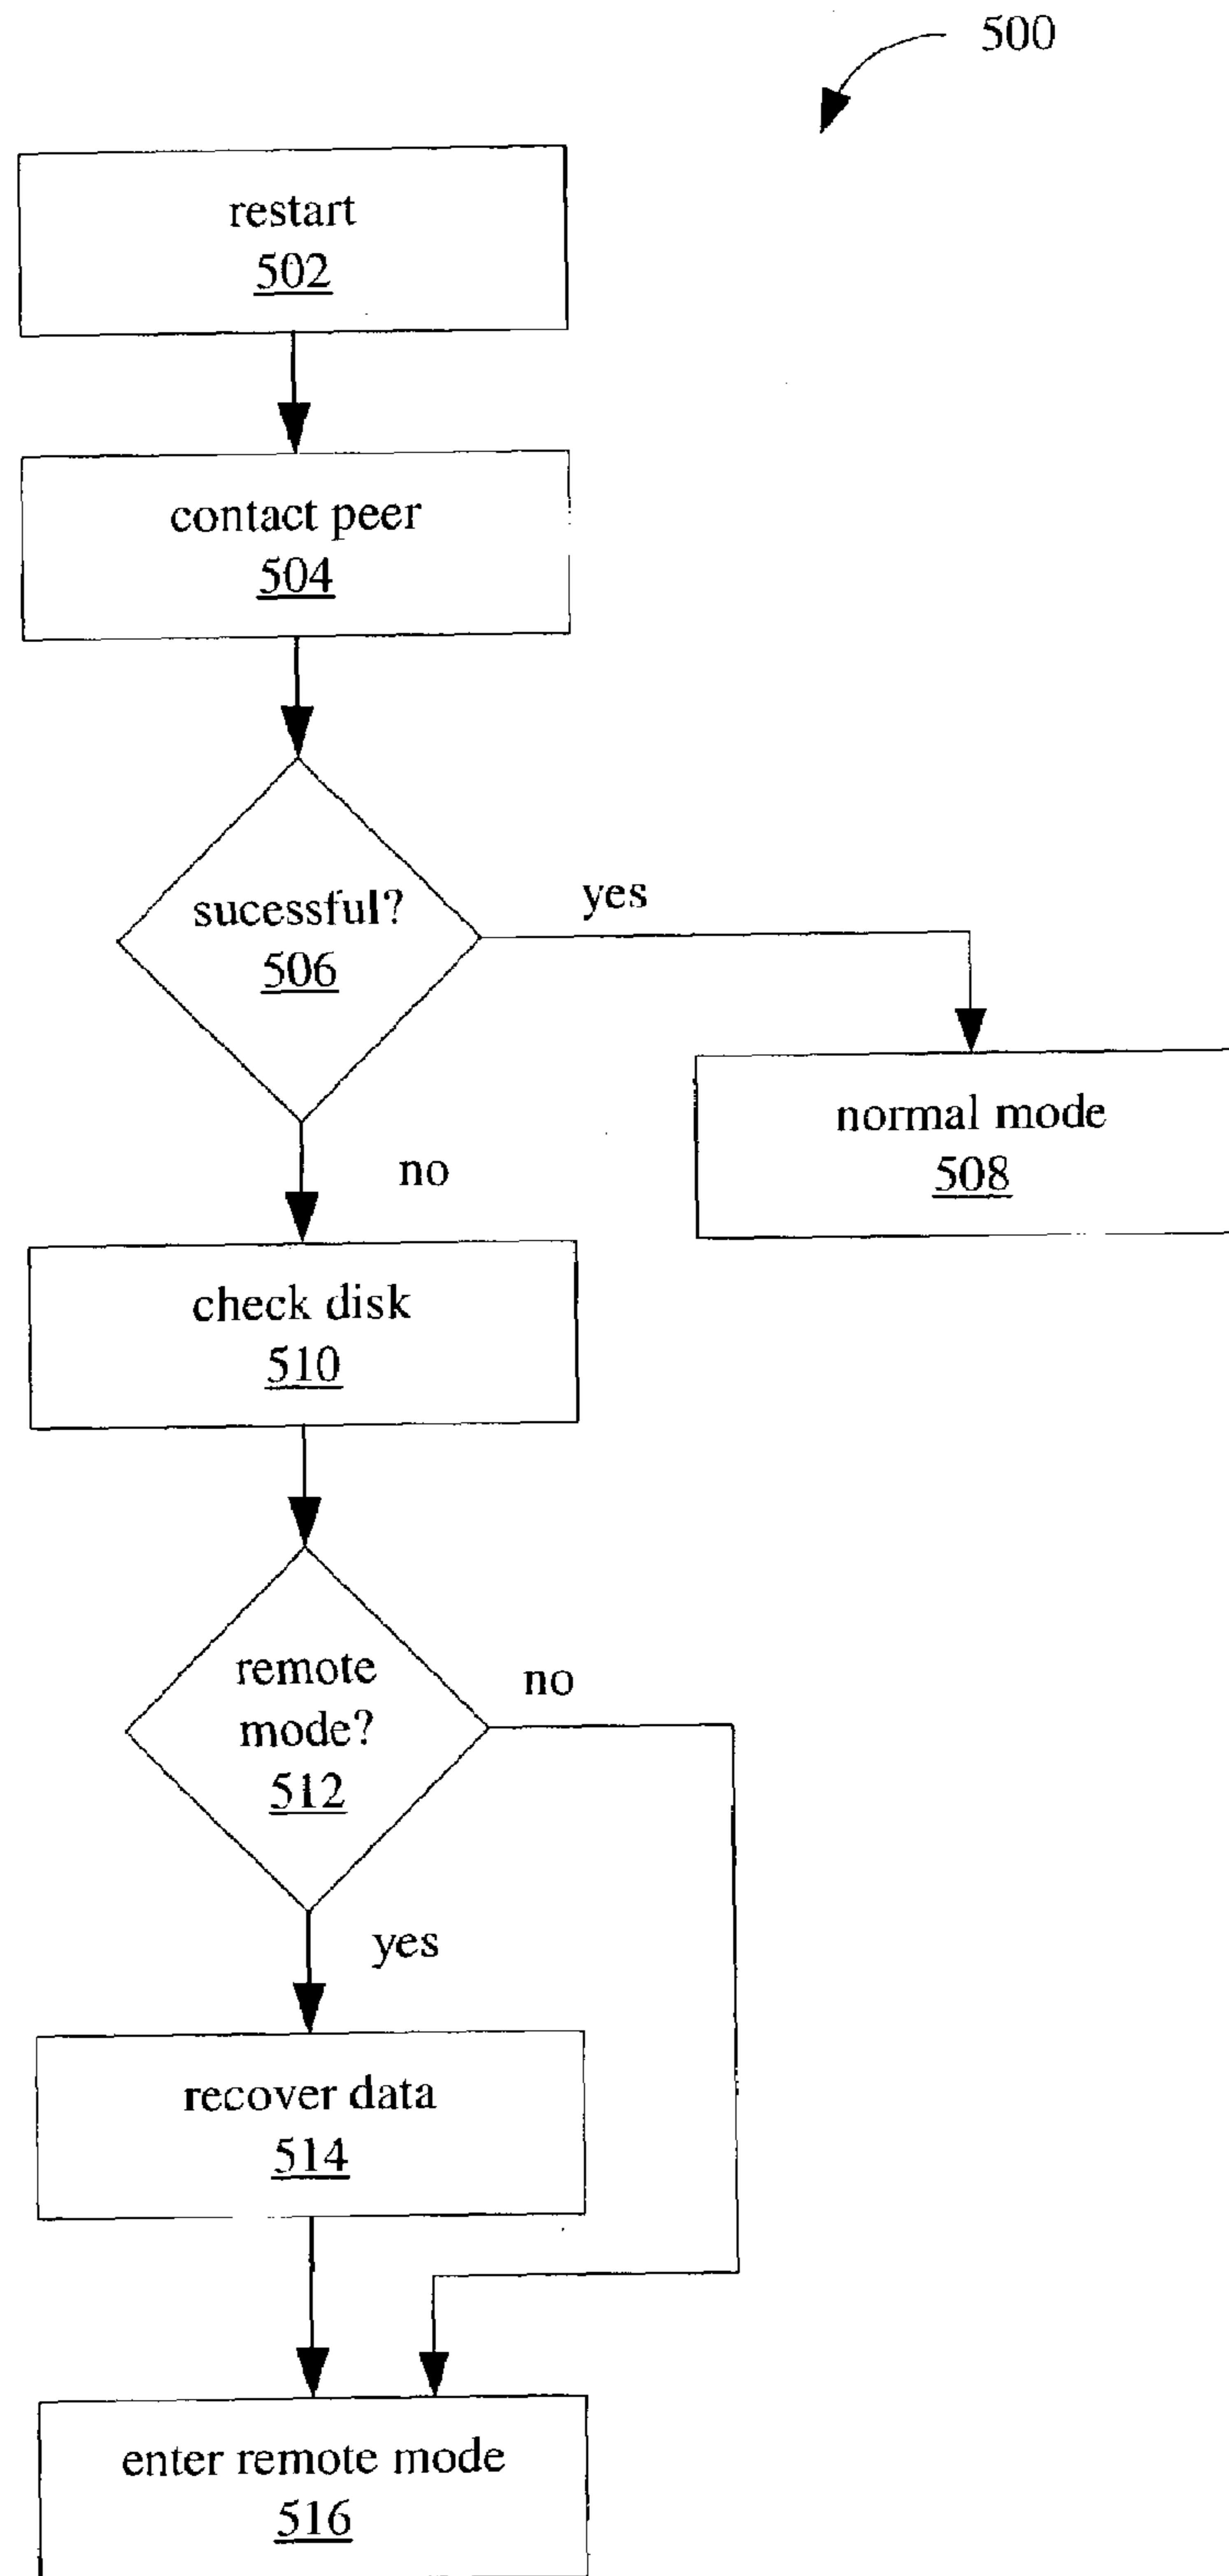 500
restart
502
contact peer
504
sucessful?
506
yes
normal mode
508
no
check disk
510
remote
mode?
512
no
yes
recover data
514
enter remote mode
516